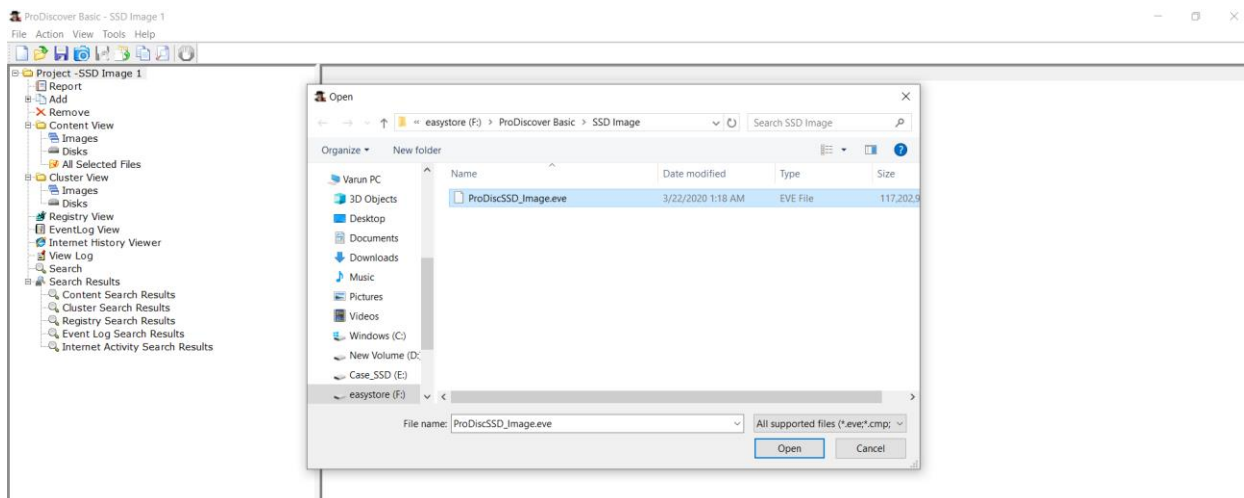 ProDiscover Basic - SSD Image 1
File Action View Tools Help
Project -SSD Image 1
Report
Add
Remove
Content View
Images
Disks
All Selected Files
Cluster View
Images
Disks
Registry View
EventLog View
Internet History Viewer
View Log
Search
Search Results
Content Search Results
Cluster Search Results
Registry Search Results
Event Log Search Results
Internet Activity Search Results
Open
« easystore (F:) > ProDiscover Basic > SSD Image
Search SSD Image
Organize New folder
Varun PC
3D Objects
Desktop
Documents
Downloads
Music
Pictures
Videos
Windows (C:)
New Volume (D:
Case_SSD (E:)
easystore (F:)
Name Date modified Type Size
ProDiscSSD_Image.eve 3/22/2020 1:18 AM EVE File 117,202,9
File name: ProDiscSSD_Image.eve All supported files (*.eve;*.cmp;
Open Cancel